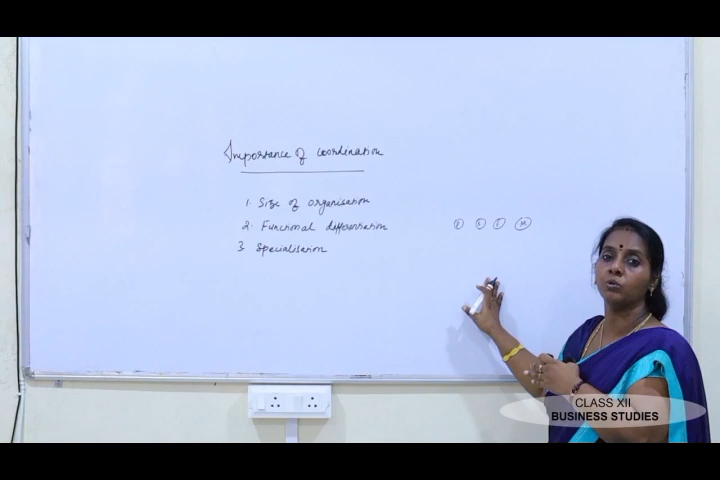 Importance of coordination
1. Size of organisation
2. Functional differentiation
3 Specialisation
CLASS XII
BUSINESS STUDIES